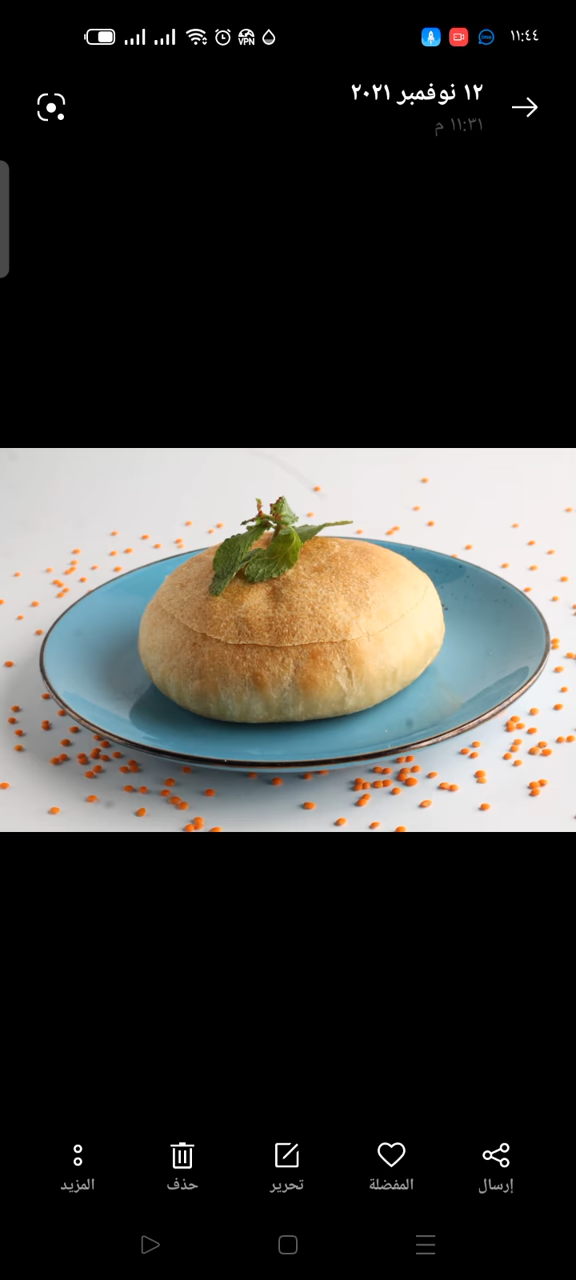 ١١:٤٤
VPN
١٢ نوفمبر ٢٠٢١
١١:٣١ م
إرسال
المفضلة
تحرير
حذف
المزيد